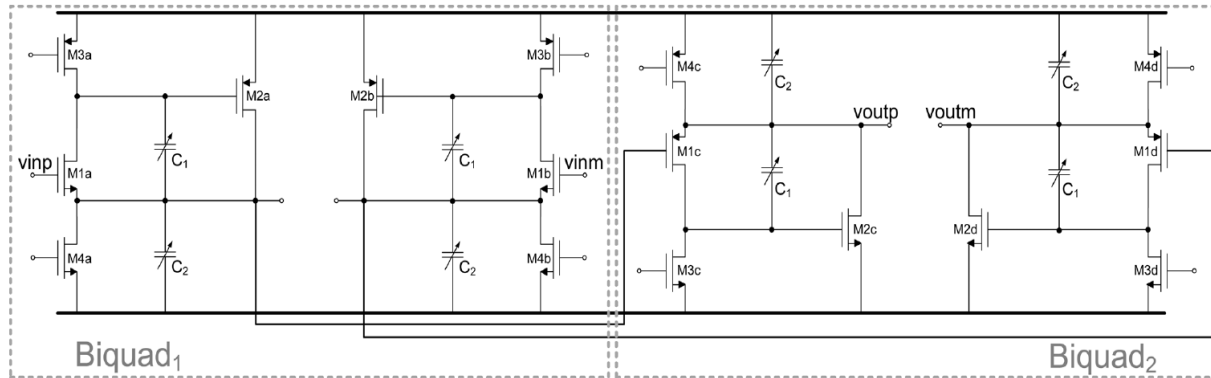 M3a
M2a
M2b
M3b
C₁
C₁
vinp
M1a
M1b
vinm
M4a
C₂
C₂
M4b
Biquad₁
M4c
C₂
C₂
M4d
voutp
voutm
M1c
C₁
C₁
M1d
M2c
M2d
M3c
M3d
Biquad₂